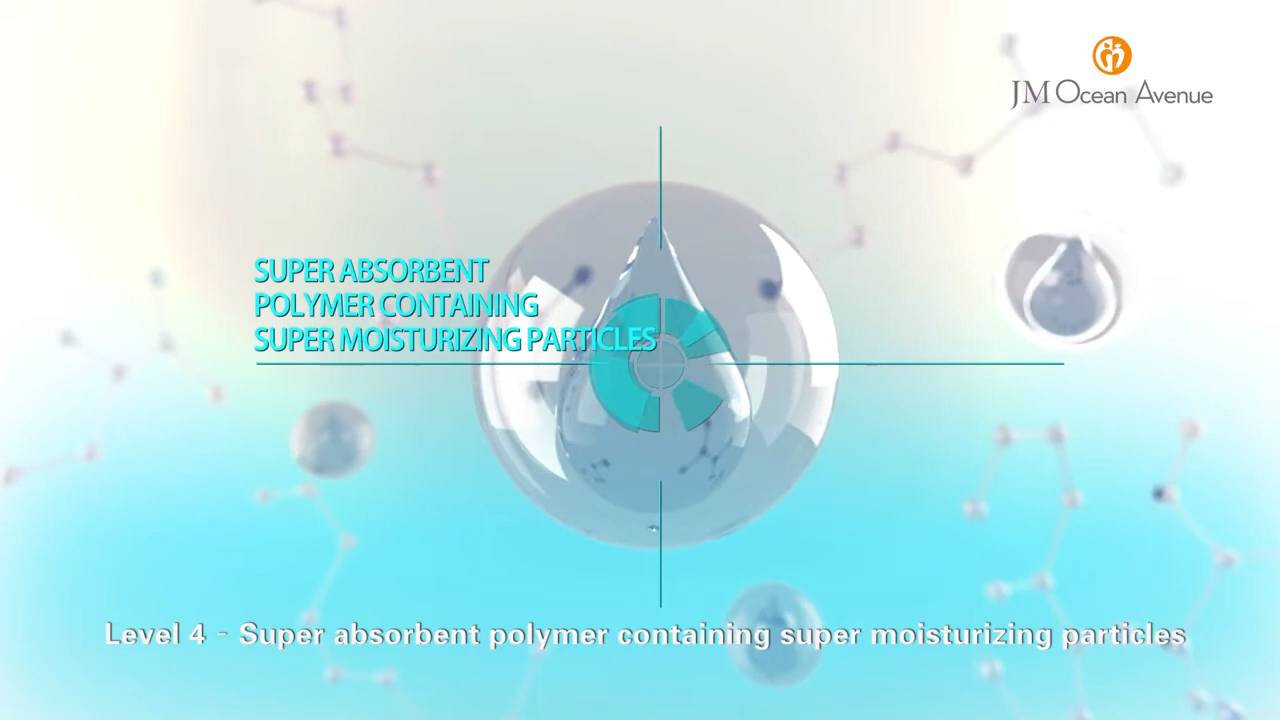 JM Ocean Avenue
SUPER ABSORBENT
POLYMER CONTAINING
SUPER MOISTURIZING PARTICLES
Level 4 - Super absorbent polymer containing super moisturizing particles